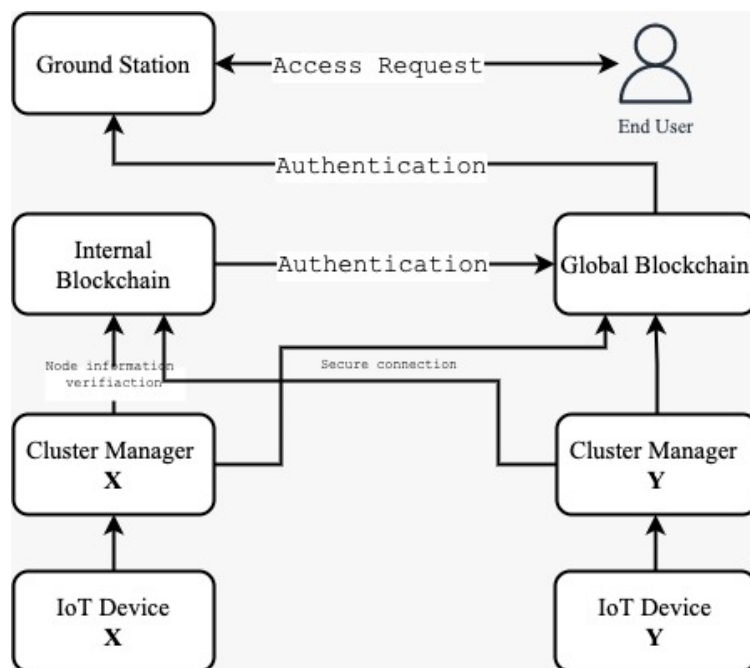 Ground Station
Access Request
End User
Authentication
Internal
Blockchain
Authentication
Global Blockchain
Node information
verifiaction
Secure connection
Cluster Manager
X
Cluster Manager
Y
IoT Device
X
IoT Device
Y